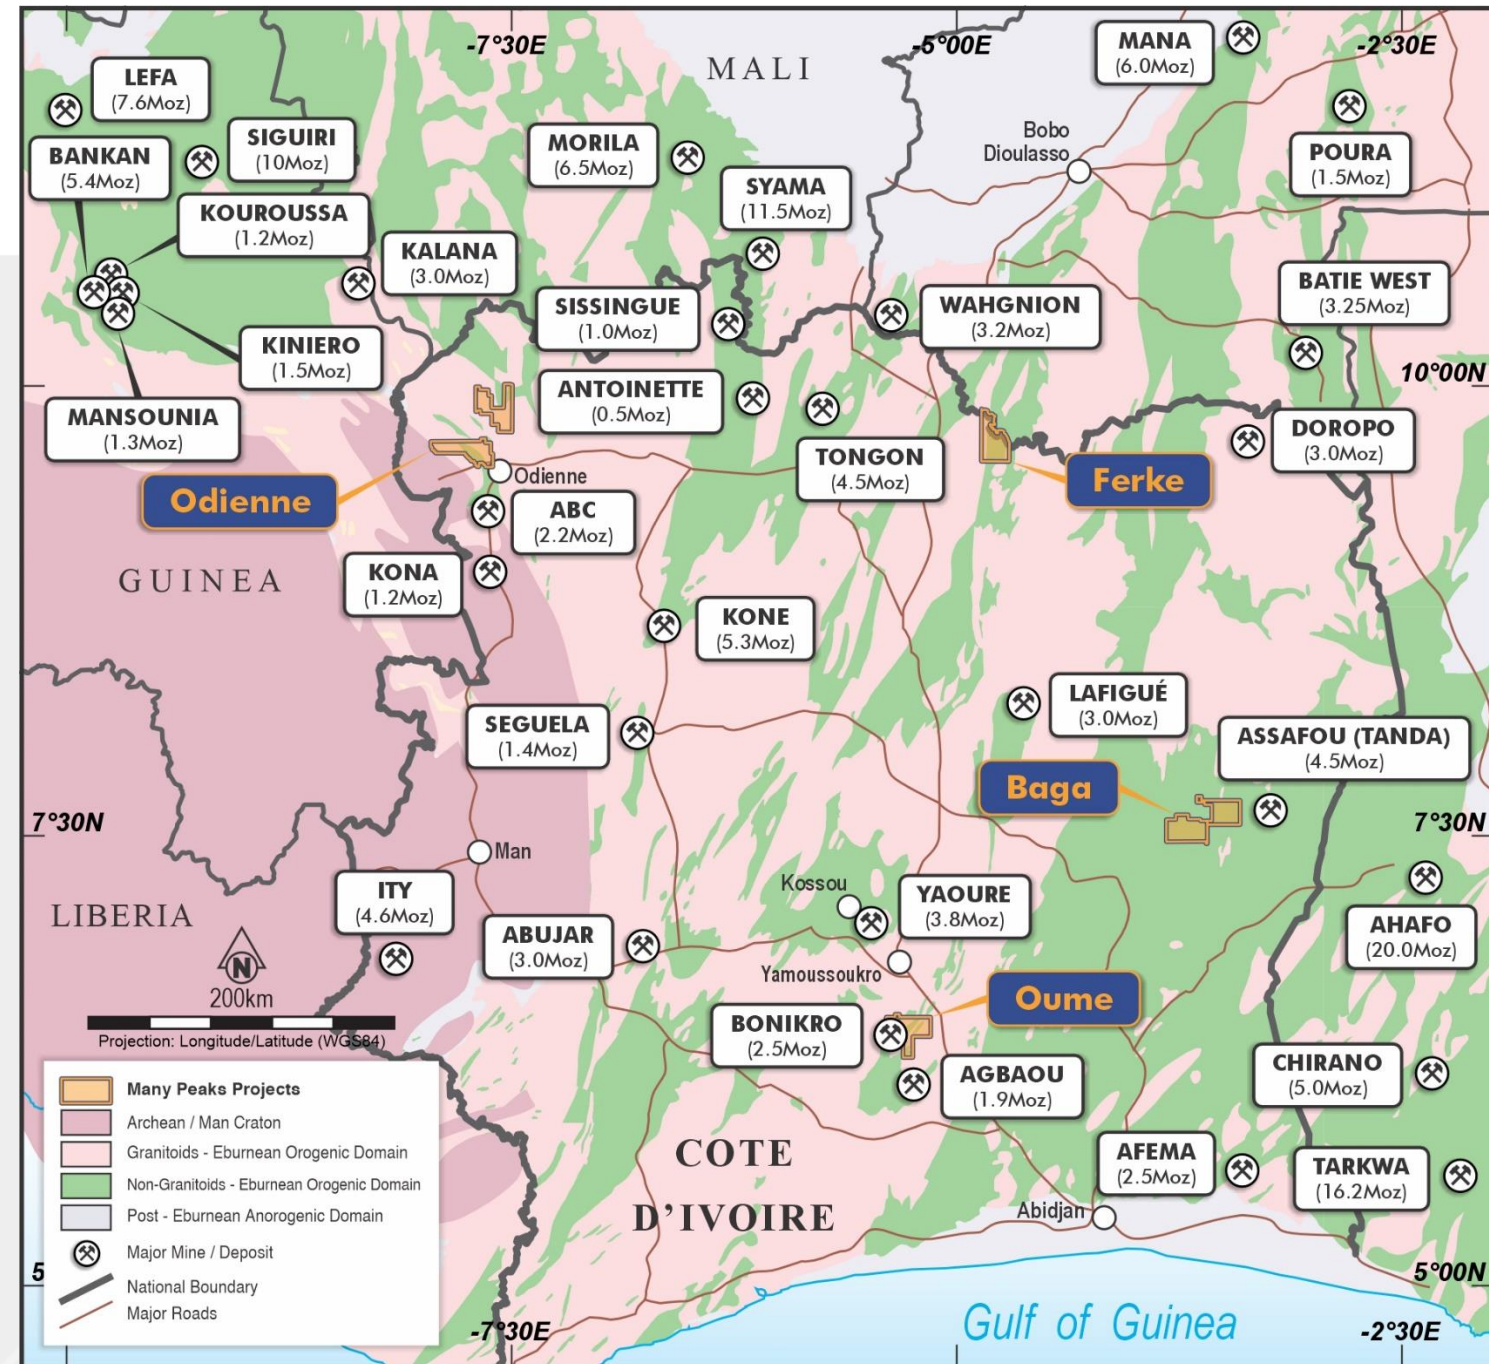 -7°30E
-5°00E
-2°30E
MALI
MANA
(6.0Moz)
LEFA
(7.6Moz)
SIGUIRI
(10Moz)
BANKAN
(5.4Moz)
MORILA
(6.5Moz)
Bobo
Dioulasso
POURA
(1.5Moz)
SYAMA
(11.5Moz)
KOUROUSSA
(1.2Moz)
KALANA
(3.0Moz)
SISSINGUE
(1.0Moz)
WAHGNION
(3.2Moz)
BATIE WEST
(3.25Moz)
KINIERO
(1.5Moz)
10°00N
ANTOINETTE
(0.5Moz)
MANSOUNIA
(1.3Moz)
TONGON
(4.5Moz)
DOROPO
(3.0Moz)
Odienne
Odienne
Ferke
ABC
(2.2Moz)
GUINEA
KONA
(1.2Moz)
KONE
(5.3Moz)
LAFIGUÉ
(3.0Moz)
SEGUELA
(1.4Moz)
ASSAFOU (TANDA)
(4.5Moz)
Baga
7°30N
7°30N
Man
ITY
(4.6Moz)
Kossou
YAOURE
(3.8Moz)
LIBERIA
ABUJAR
(3.0Moz)
AHAFO
(20.0Moz)
N
200km
Yamoussoukro
Oume
BONIKRO
(2.5Moz)
Projection: Longitude/Latitude (WGS84)
AGBAOU
(1.9Moz)
CHIRANO
(5.0Moz)
Many Peaks Projects
Archean / Man Craton
Granitoids - Eburnean Orogenic Domain
Non-Granitoids - Eburnean Orogenic Domain
Post - Eburnean Anorogenic Domain
Major Mine / Deposit
National Boundary
Major Roads
COTE
D'IVOIRE
AFEMA
(2.5Moz)
TARKWA
(16.2Moz)
Abidjan
5
5°00N
Gulf of Guinea
-7°30E
-2°30E